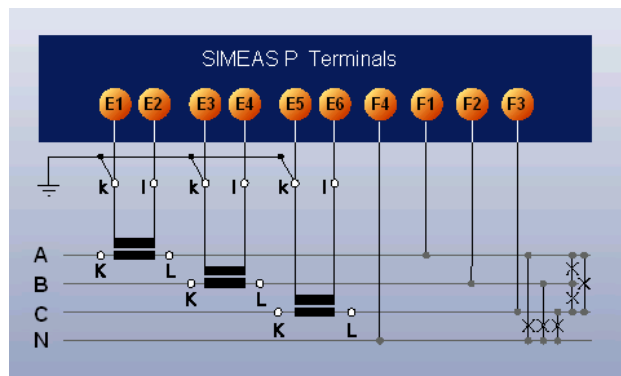 SIMEAS P Terminals
E1 E2 E3 E4 E5 E6 F4 F1 F2 F3
k l k l k l
A
K L
B
K L
C
K L
N